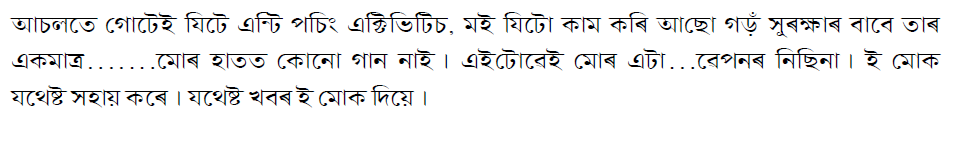 আচলতে গোটেই যিটে এন্টি পচিং এক্টিভিটিচ, মই যিটো কাম কৰি আছো গড়ঁ সুৰক্ষাৰ বাবে তাৰ
একমাত্ৰ.......মোৰ হাতত কোনো গান নাই। এইটোৱেই মোৰ এটা...ৱেপনৰ নিচিনা। ই মোক
যথেষ্ট সহায় কৰে। যথেষ্ট খবৰ ই মোক দিয়ে।